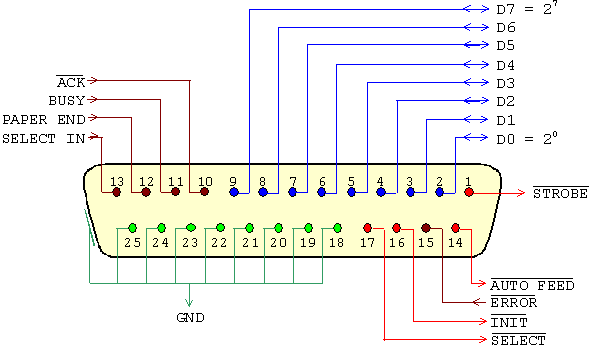 D7 = 2⁷
D6
D5
D4
D3
D2
D1
D0 = 2⁰
ACK
BUSY
PAPER END
SELECT IN
13 12 11 10 9 8 7 6 5 4 3 2 1
STROBE
25 24 23 22 21 20 19 18 17 16 15 14
AUTO FEED
ERROR
INIT
SELECT
GND